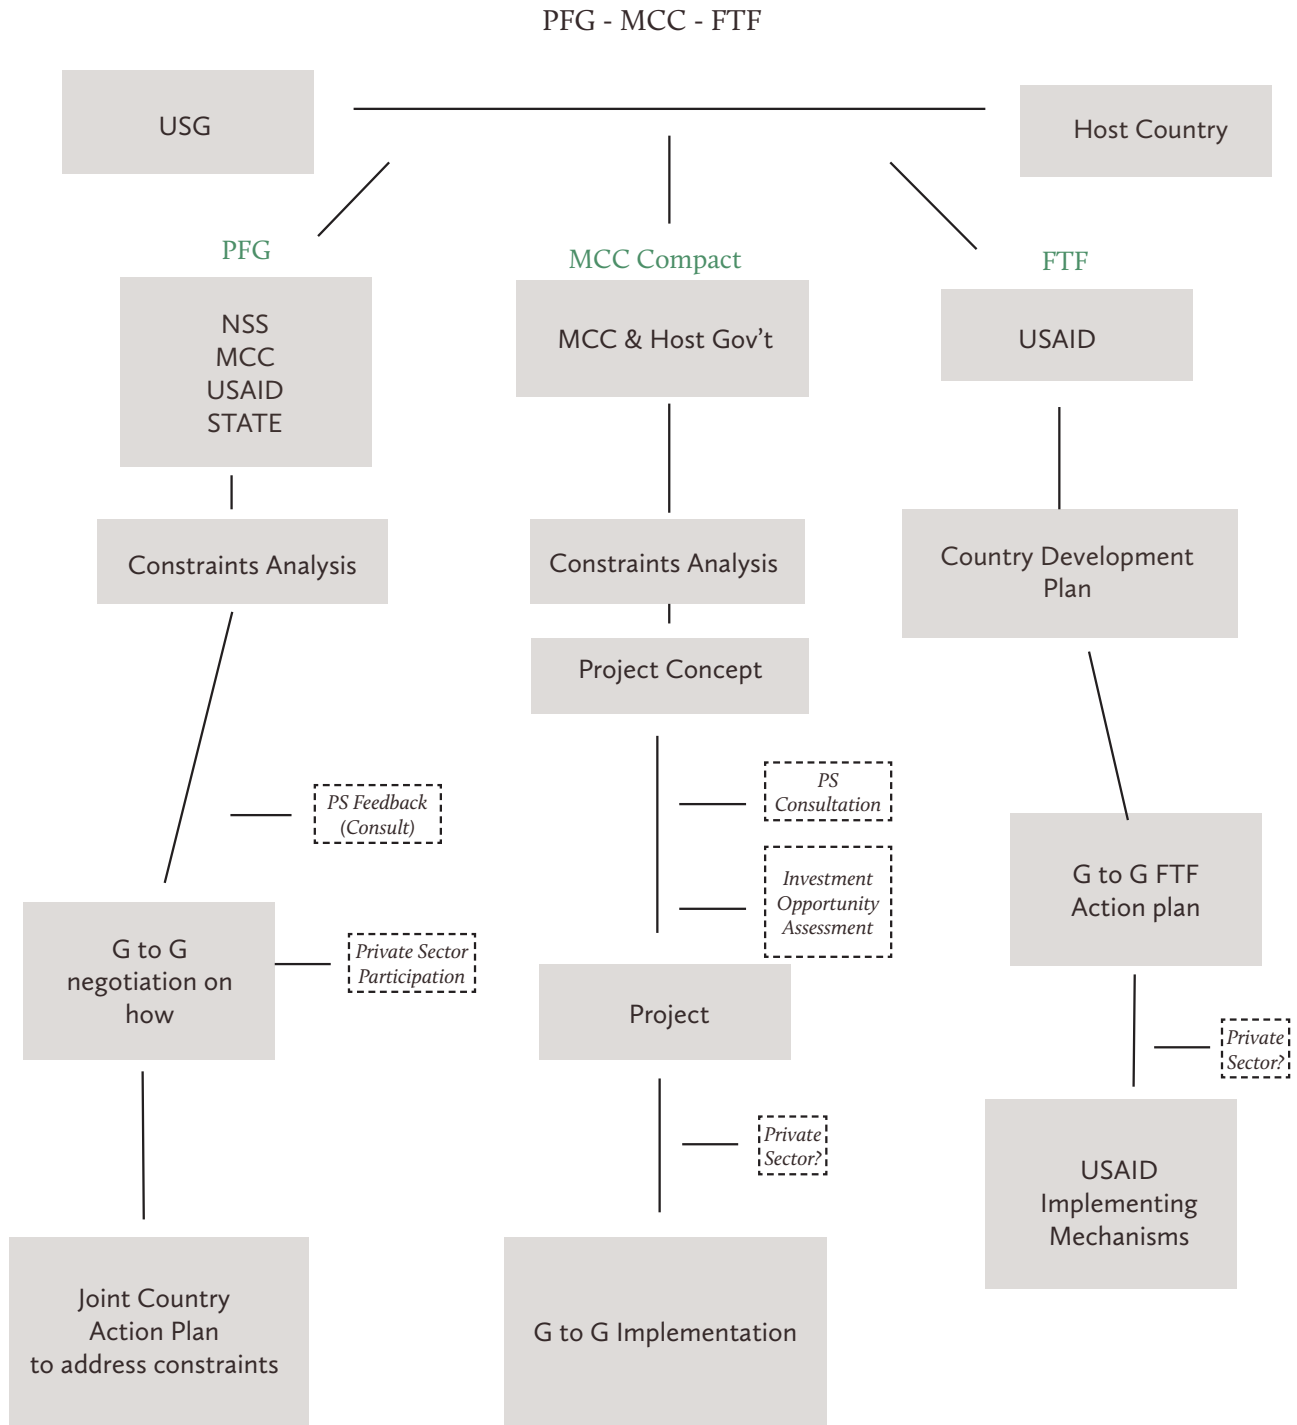 PFG - MCC - FTF
USG
Host Country
PFG
NSS
MCC
USAID
STATE
Constraints Analysis
PS Feedback
(Consult)
G to G
negotiation on
how
Private Sector
Participation
Joint Country
Action Plan
to address constraints
MCC Compact
MCC & Host Gov’t
Constraints Analysis
Project Concept
PS
Consultation
Investment
Opportunity
Assessment
Project
Private
Sector?
G to G Implementation
FTF
USAID
Country Development
Plan
G to G FTF
Action plan
Private
Sector?
USAID
Implementing
Mechanisms